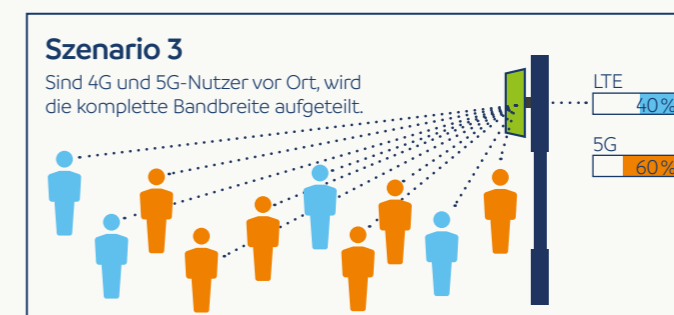 Szenario 3
Sind 4G und 5G-Nutzer vor Ort, wird
die komplette Bandbreite aufgeteilt.
LTE
40%
5G
60%